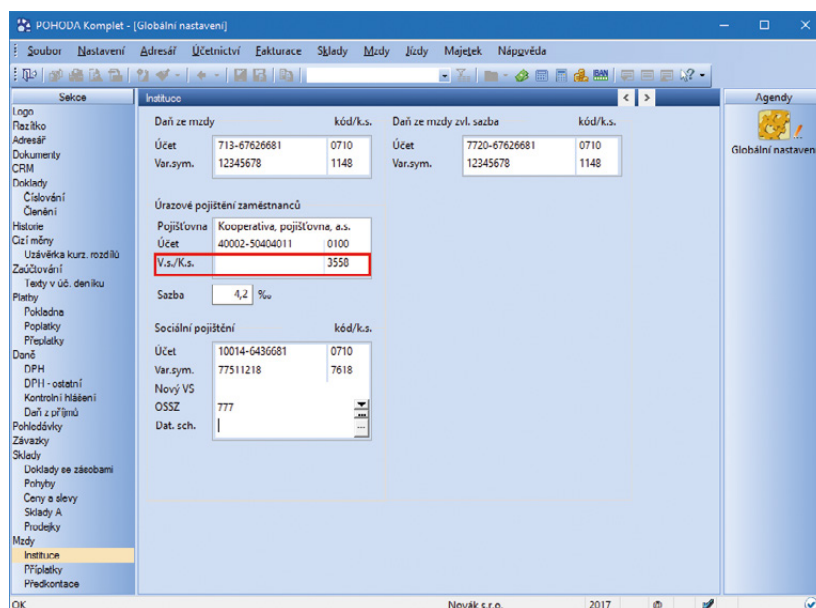 POHODA Komplet - [Globální nastavení]
Soubor Nastavení Adresář Účetnictví Fakturace Sklady Mzdy Jízdy Majetek Nápověda
Sekce
Logo
Razítko
Adresář
Dokumenty
CRM
Doklady
Číslování
Členění
Historie
Cizí měny
Uzávěrka kurz. rozdílů
Zaúčtování
Texty v úč. deníku
Platby
Pokladna
Poplatky
Přeplatky
Daně
DPH
DPH - ostatní
Kontrolní hlášení
Daň z příjmů
Pohledávky
Závazky
Sklady
Doklady se zásobami
Pohyby
Ceny a slevy
Sklady A
Prodejky
Mzdy
Instituce
Příplatky
Předkontace
Instituce
Daň ze mzdy kód/k.s.
Účet 713-67626681 0710
Var.sym. 12345678 1148
Daň ze mzdy zvl. sazba kód/k.s.
Účet 7720-67626681 0710
Var.sym. 12345678 1148
Úrazové pojištění zaměstnanců
Pojišťovna Kooperativa, pojišťovna, a.s.
Účet 40002-50404011 0100
V.s./K.s. 3558
Sazba 4,2 ‰
Sociální pojištění kód/k.s.
Účet 10014-6436681 0710
Var.sym. 77511218 7618
Nový VS
OSSZ 777
Dat. sch.
Agendy
Globální nastaven
OK Novák s.r.o. 2017 @